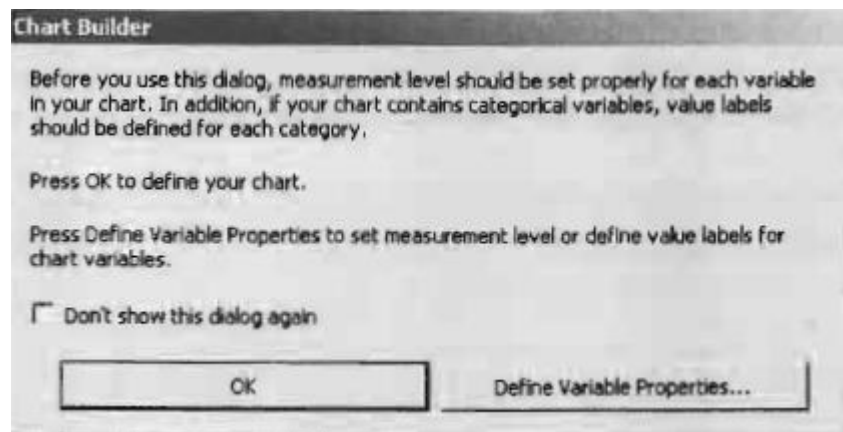 Chart Builder
Before you use this dialog, measurement level should be set properly for each variable
in your chart. In addition, if your chart contains categorical variables, value labels
should be defined for each category.
Press OK to define your chart.
Press Define Variable Properties to set measurement level or define value labels for
chart variables.
Don't show this dialog again
OK
Define Variable Properties...